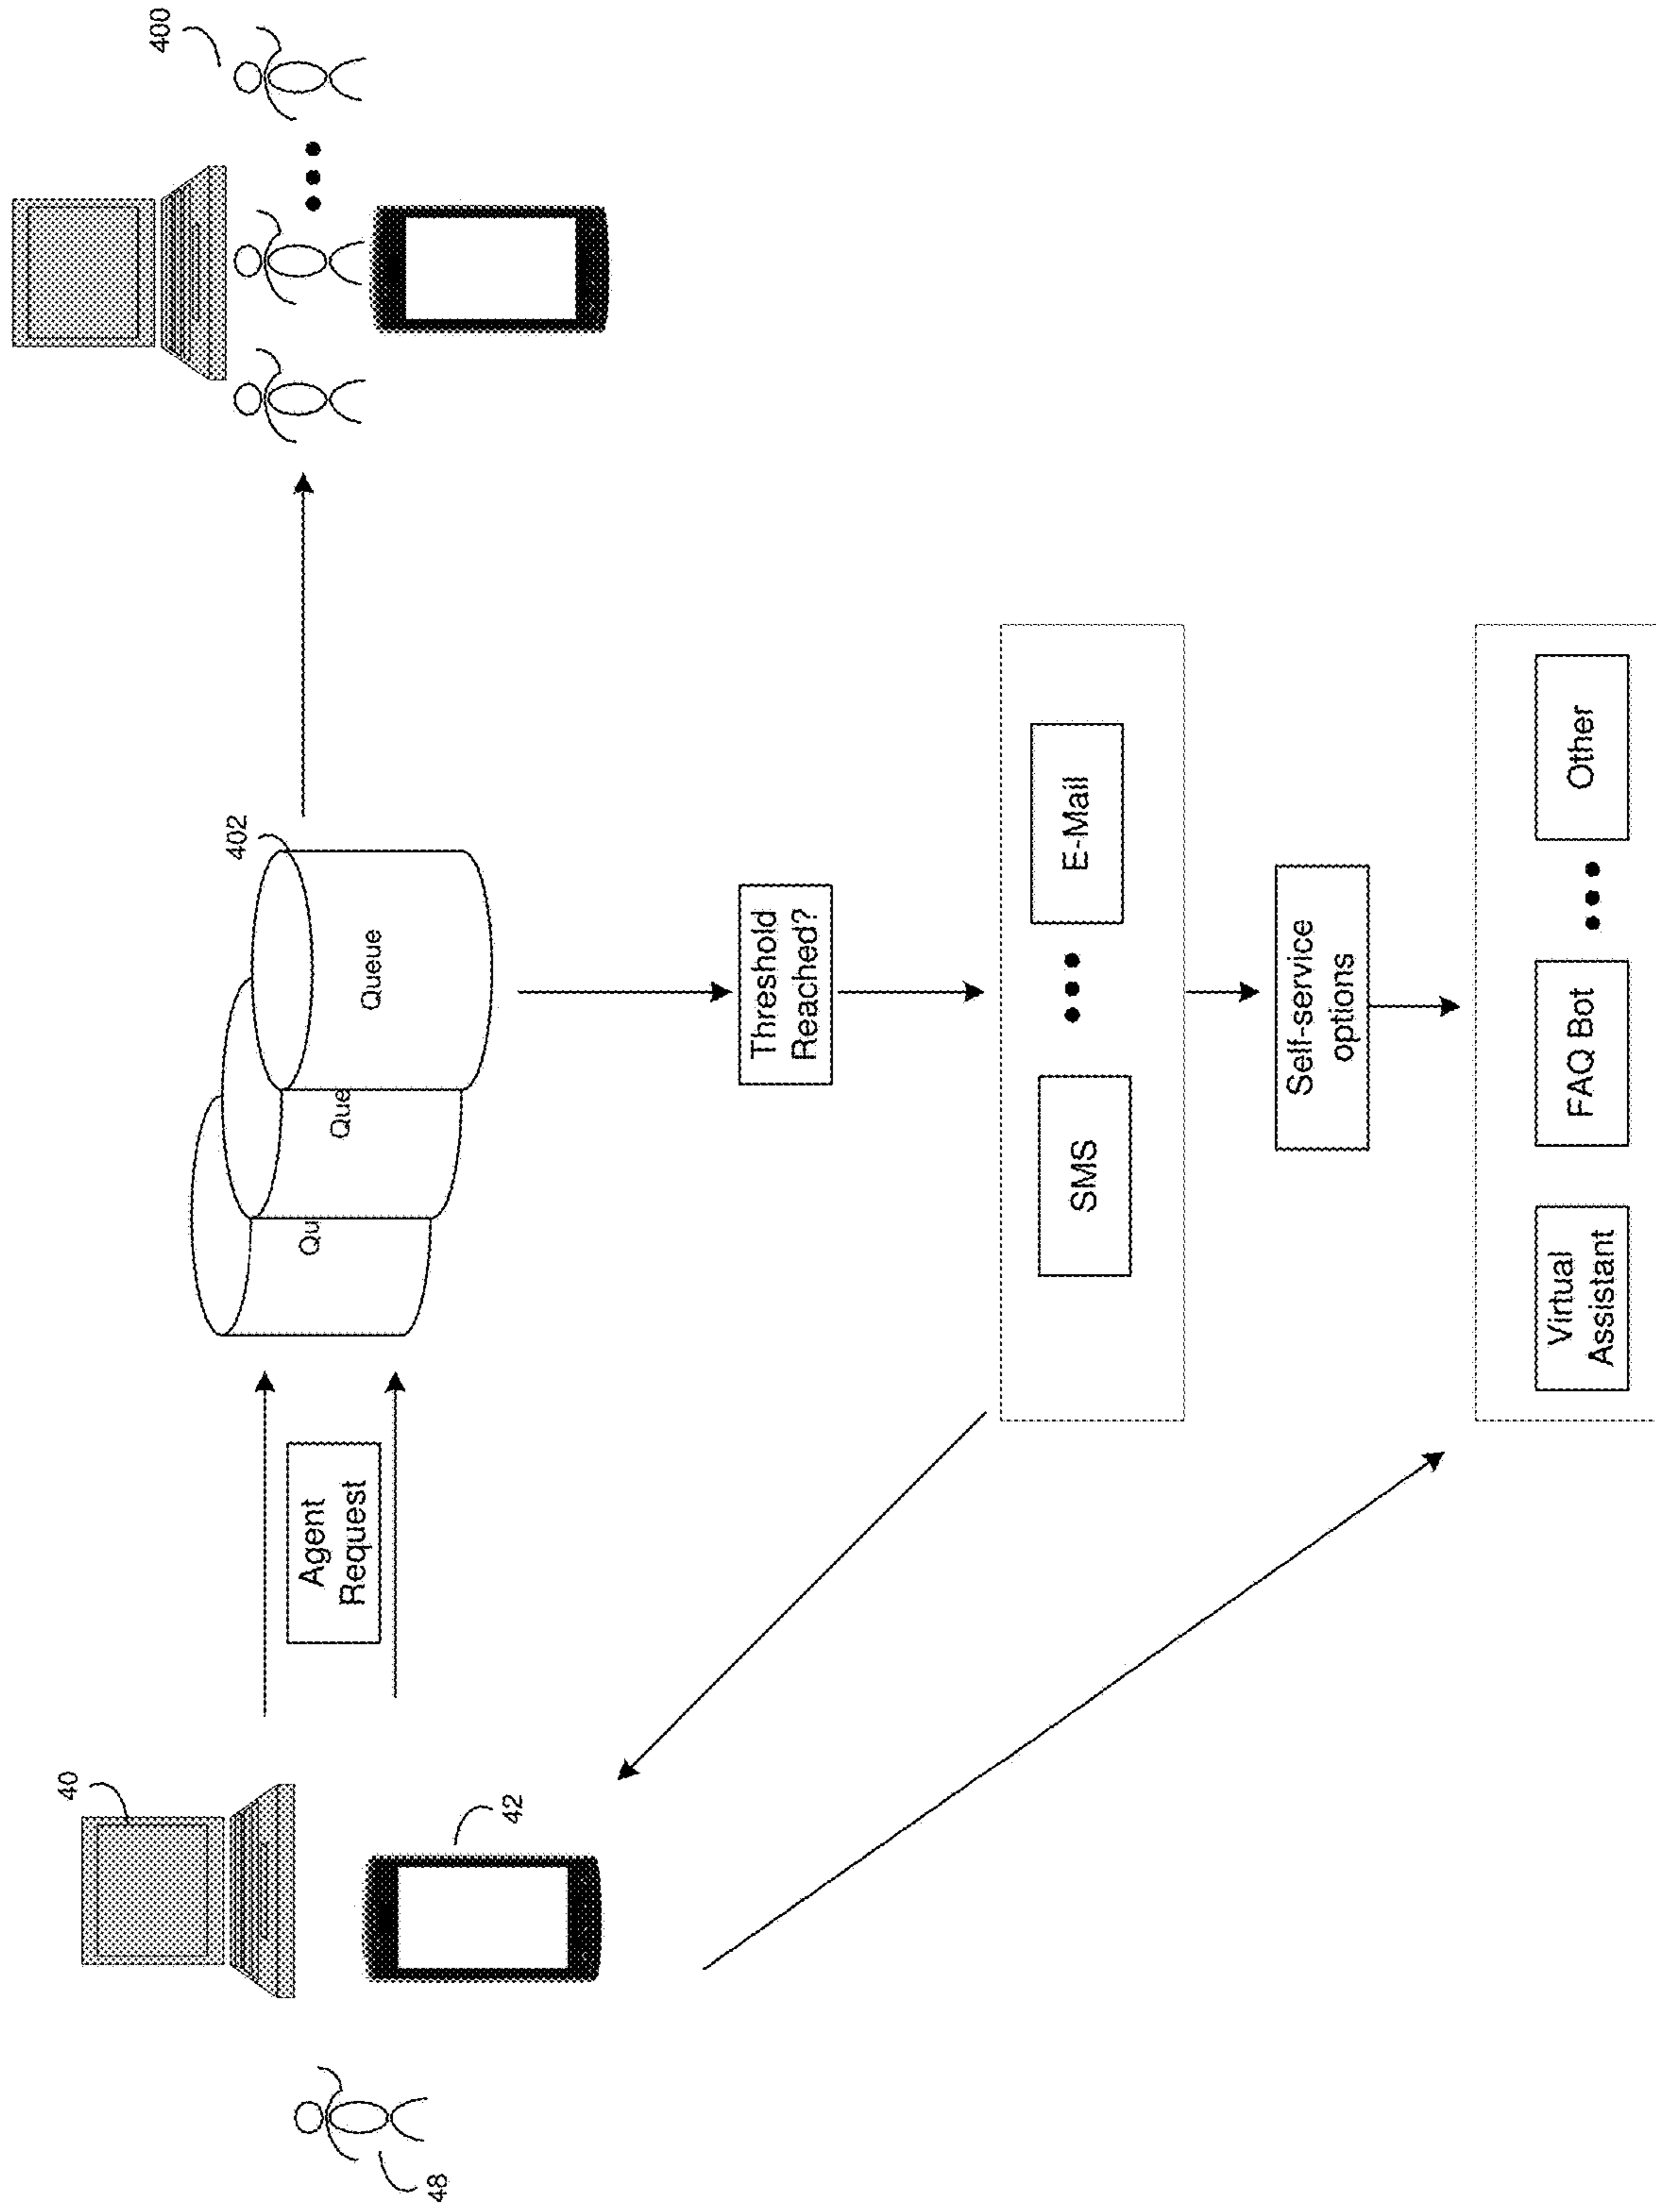 400
402
40
Agent
Request
Qu
Que
Queue
42
48
Threshold
Reached?
SMS
E-Mail
Self-service
options
Virtual
Assistant
FAQ Bot
Other